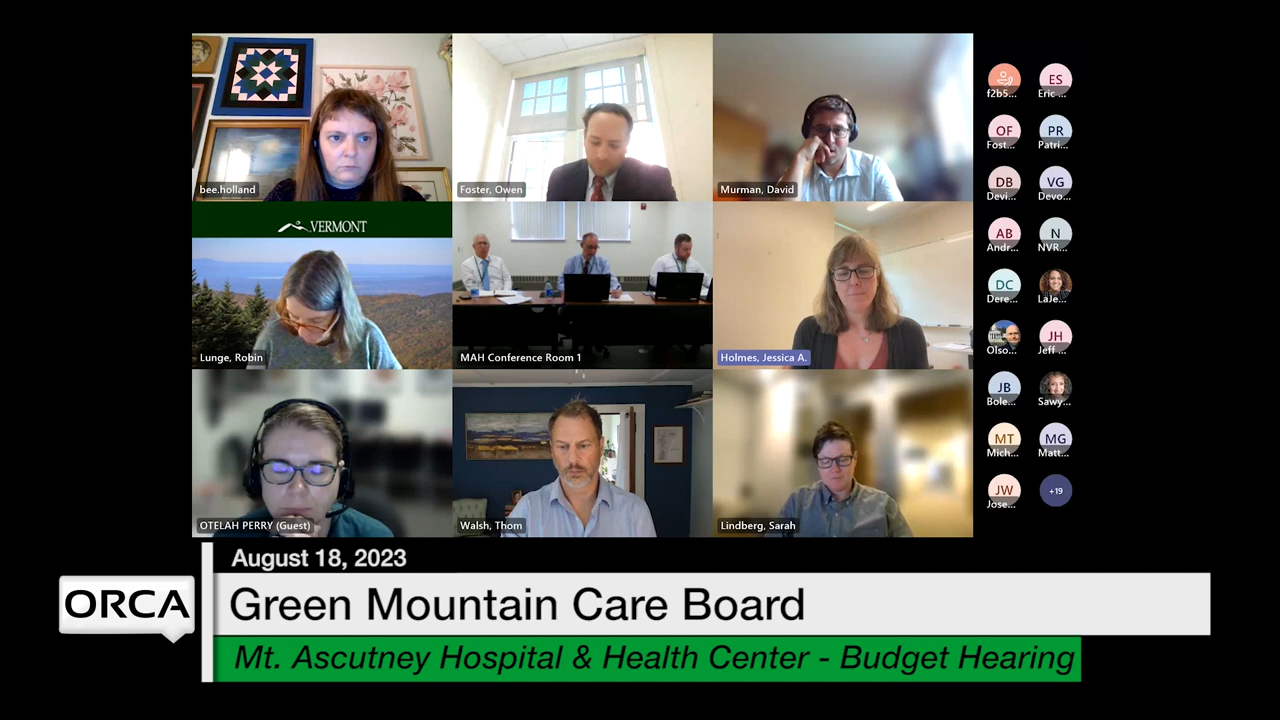 bee.holland
Foster, Owen
Murman, David
VERMONT
Lunge, Robin
MAH Conference Room 1
Holmes, Jessica A.
OTELAH PERRY (Guest)
Walsh, Thom
Lindberg, Sarah
f2b5...
ES
Eric ...
OF
Fost...
PR
Patri...
DB
Devi...
VG
Devo...
AB
Andr...
N
NVR...
DC
Dere...
LaJe...
Olso...
JH
Jeff ...
JB
Bole...
Sawy...
MT
Mich...
MG
Matt...
JW
Jose...
+19
August 18, 2023
ORCA
Green Mountain Care Board
Mt. Ascutney Hospital & Health Center - Budget Hearing